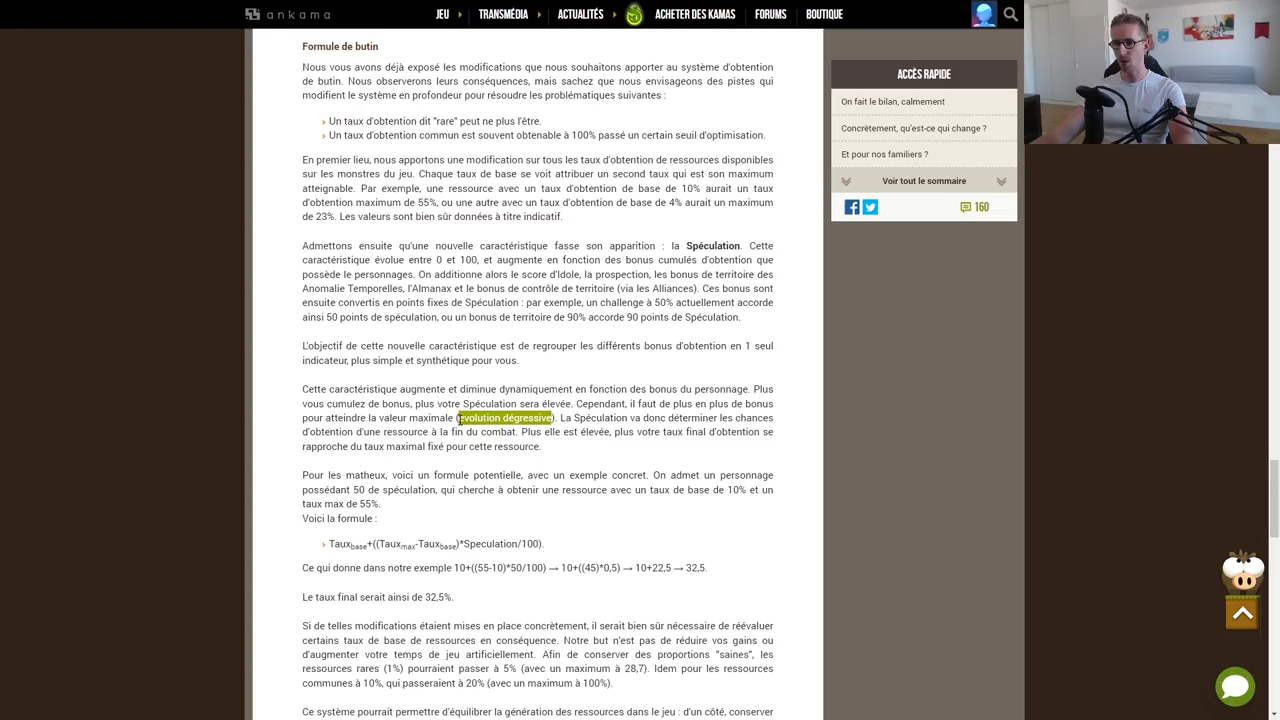 ankama
JEU TRANSMÉDIA ACTUALITÉS ACHETER DES KAMAS FORUMS BOUTIQUE
Formule de butin
Nous vous avons déjà exposé les modifications que nous souhaitons apporter au système d'obtention
de butin. Nous observerons leurs conséquences, mais sachez que nous envisageons des pistes qui
modifient le système en profondeur pour résoudre les problématiques suivantes :
Un taux d'obtention dit "rare" peut ne plus l'être.
Un taux d'obtention commun est souvent obtenable à 100% passé un certain seuil d'optimisation.
En premier lieu, nous apportons une modification sur tous les taux d'obtention de ressources disponibles
sur les monstres du jeu. Chaque taux de base se voit attribuer un second taux qui est son maximum
atteignable. Par exemple, une ressource avec un taux d'obtention de base de 10% aurait un taux
d'obtention maximum de 55%, ou une autre avec un taux d'obtention de base de 4% aurait un maximum
de 23%. Les valeurs sont bien sûr données à titre indicatif.
Admettons ensuite qu'une nouvelle caractéristique fasse son apparition : la Spéculation. Cette
caractéristique évolue entre 0 et 100, et augmente en fonction des bonus cumulés d'obtention que
possède le personnages. On additionne alors le score d'Idole, la prospection, les bonus de territoire des
Anomalie Temporelles, l'Almanax et le bonus de contrôle de territoire (via les Alliances). Ces bonus sont
ensuite convertis en points fixes de Spéculation : par exemple, un challenge à 50% actuellement accorde
ainsi 50 points de spéculation, ou un bonus de territoire de 90% accorde 90 points de Spéculation.
L'objectif de cette nouvelle caractéristique est de regrouper les différents bonus d'obtention en 1 seul
indicateur, plus simple et synthétique pour vous.
Cette caractéristique augmente et diminue dynamiquement en fonction des bonus du personnage. Plus
vous cumulez de bonus, plus votre Spéculation sera élevée. Cependant, il faut de plus en plus de bonus
pour atteindre la valeur maximale (évolution dégressive). La Spéculation va donc déterminer les chances
d'obtention d'une ressource à la fin du combat. Plus elle est élevée, plus votre taux final d'obtention se
rapproche du taux maximal fixé pour cette ressource.
Pour les matheux, voici un formule potentielle, avec un exemple concret. On admet un personnage
possédant 50 de spéculation, qui cherche à obtenir une ressource avec un taux de base de 10% et un
taux max de 55%.
Voici la formule :
Tauxbase+((Tauxmax-Tauxbase)*Speculation/100).
Ce qui donne dans notre exemple 10+((55-10)*50/100) → 10+((45)*0,5) → 10+22,5 → 32,5.
Le taux final serait ainsi de 32,5%.
Si de telles modifications étaient mises en place concrètement, il serait bien sûr nécessaire de réévaluer
certains taux de base de ressources en conséquence. Notre but n'est pas de réduire vos gains ou
d'augmenter votre temps de jeu artificiellement. Afin de conserver des proportions "saines", les
ressources rares (1%) pourraient passer à 5% (avec un maximum à 28,7). Idem pour les ressources
communes à 10%, qui passeraient à 20% (avec un maximum à 100%).
Ce système pourrait permettre d'équilibrer la génération des ressources dans le jeu : d'un côté, conserver
ACCÈS RAPIDE
On fait le bilan, calmement
Concrètement, qu'est-ce qui change ?
Et pour nos familiers ?
Voir tout le sommaire
160